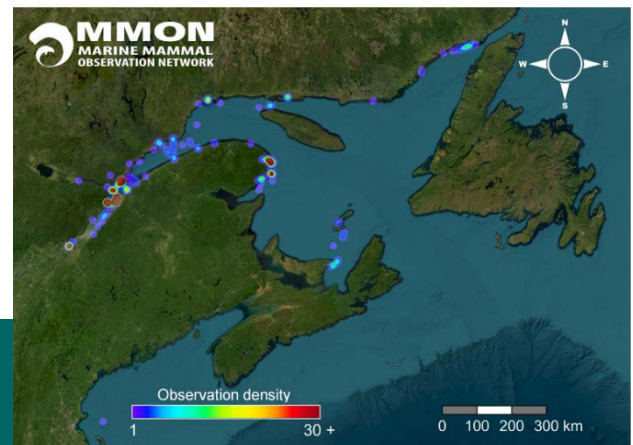 MMON
MARINE MAMMAL
OBSERVATION NETWORK
N
W E
S
Observation density
1 30 +
0 100 200 300 km